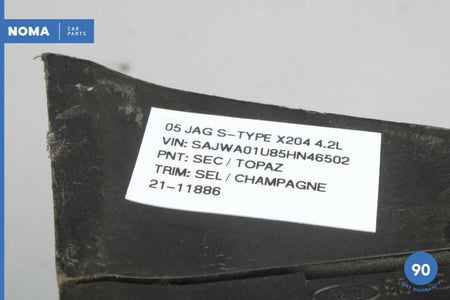 NOMA CAR
PARTS
05 JAG S-TYPE X204 4.2L
VIN: SAJWA01U85HN46502
PNT: SEC / TOPAZ
TRIM: SEL / CHAMPAGNE
21-11886
90